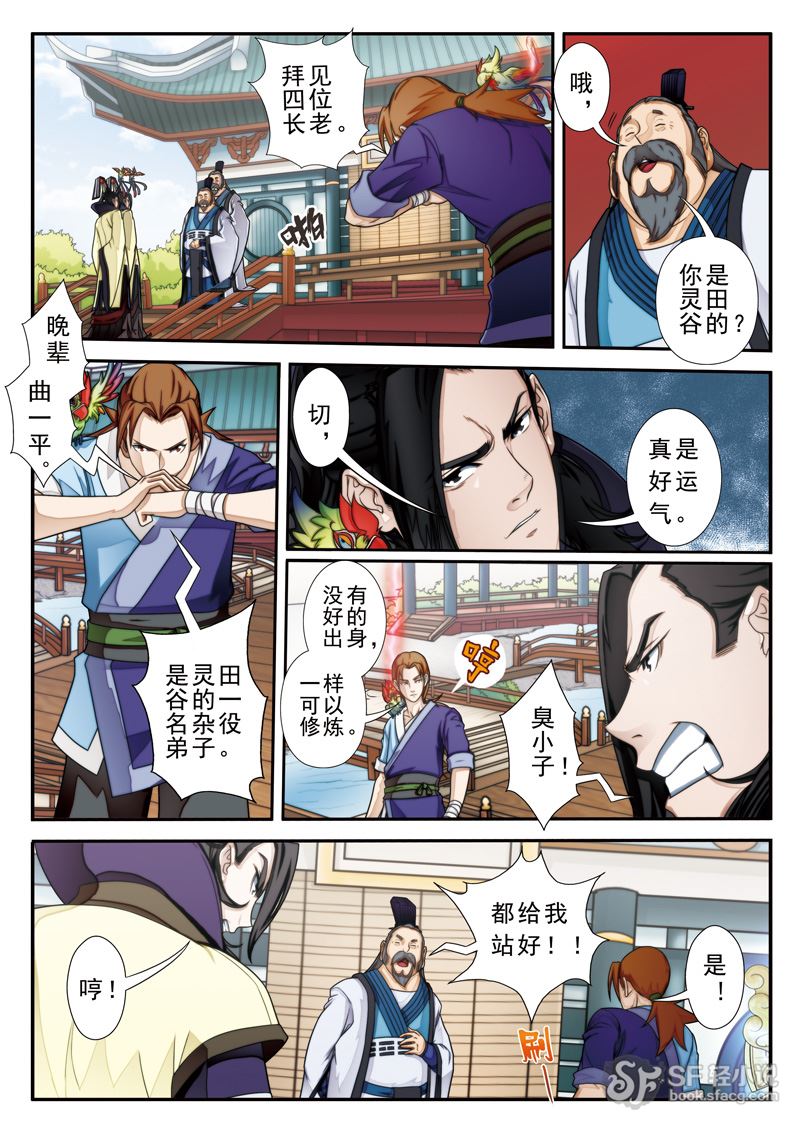 拜见
四位
长老。
啪
哦，
你是
灵田
谷的？
晚辈
曲一平。
切，
真是
好运
气。
是灵田
谷的一
名杂役
弟子。
没有
好的
出身，
一样
可以
修炼。
哼
臭小子！
哼！
都给我
站好！！
刷
是！
SF轻小说
book.sfacg.com